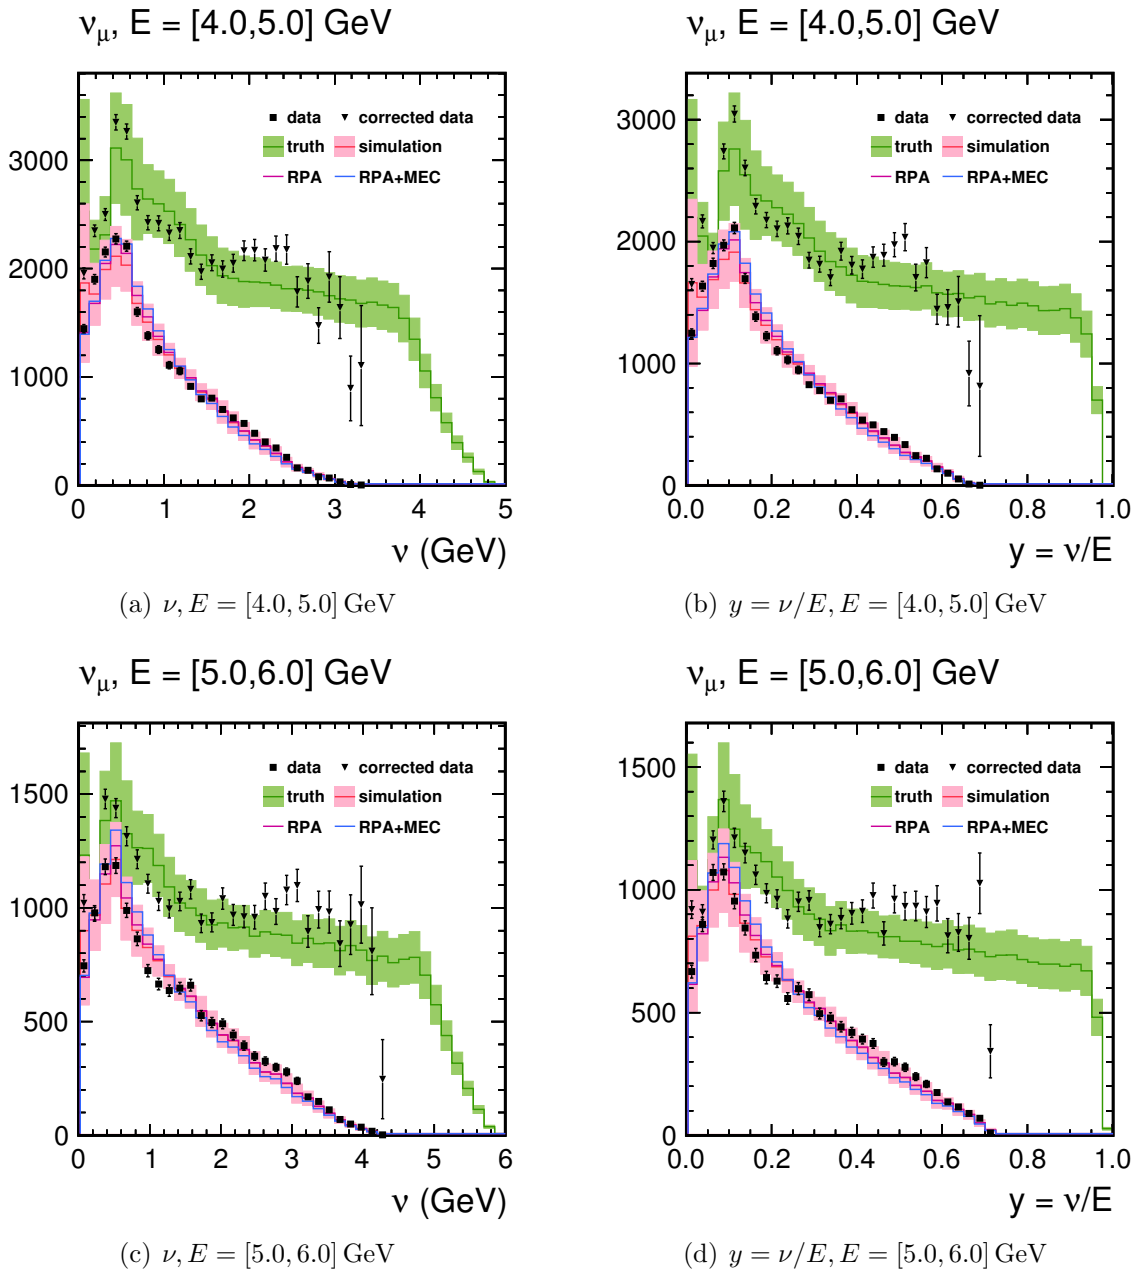 νμ, E = [4.0,5.0] GeV
data
corrected data
truth
simulation
RPA
RPA+MEC
3000
2000
1000
0
0 1 2 3 4 5
ν (GeV)
(a) ν, E = [4.0, 5.0] GeV
νμ, E = [4.0,5.0] GeV
data
corrected data
truth
simulation
RPA
RPA+MEC
3000
2000
1000
0
0.0 0.2 0.4 0.6 0.8 1.0
y = ν/E
(b) y = ν/E, E = [4.0, 5.0] GeV
νμ, E = [5.0,6.0] GeV
data
corrected data
truth
simulation
RPA
RPA+MEC
1500
1000
500
0
0 1 2 3 4 5 6
ν (GeV)
(c) ν, E = [5.0, 6.0] GeV
νμ, E = [5.0,6.0] GeV
data
corrected data
truth
simulation
RPA
RPA+MEC
1500
1000
500
0
0.0 0.2 0.4 0.6 0.8 1.0
y = ν/E
(d) y = ν/E, E = [5.0, 6.0] GeV